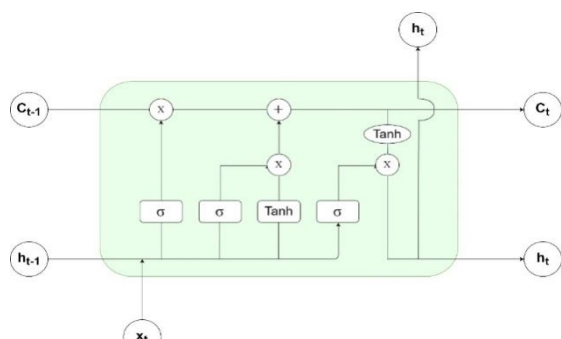 hₜ
Cₜ₋₁ x + Cₜ
Tanh
x x
σ σ Tanh σ
hₜ₋₁ hₜ
xₜ